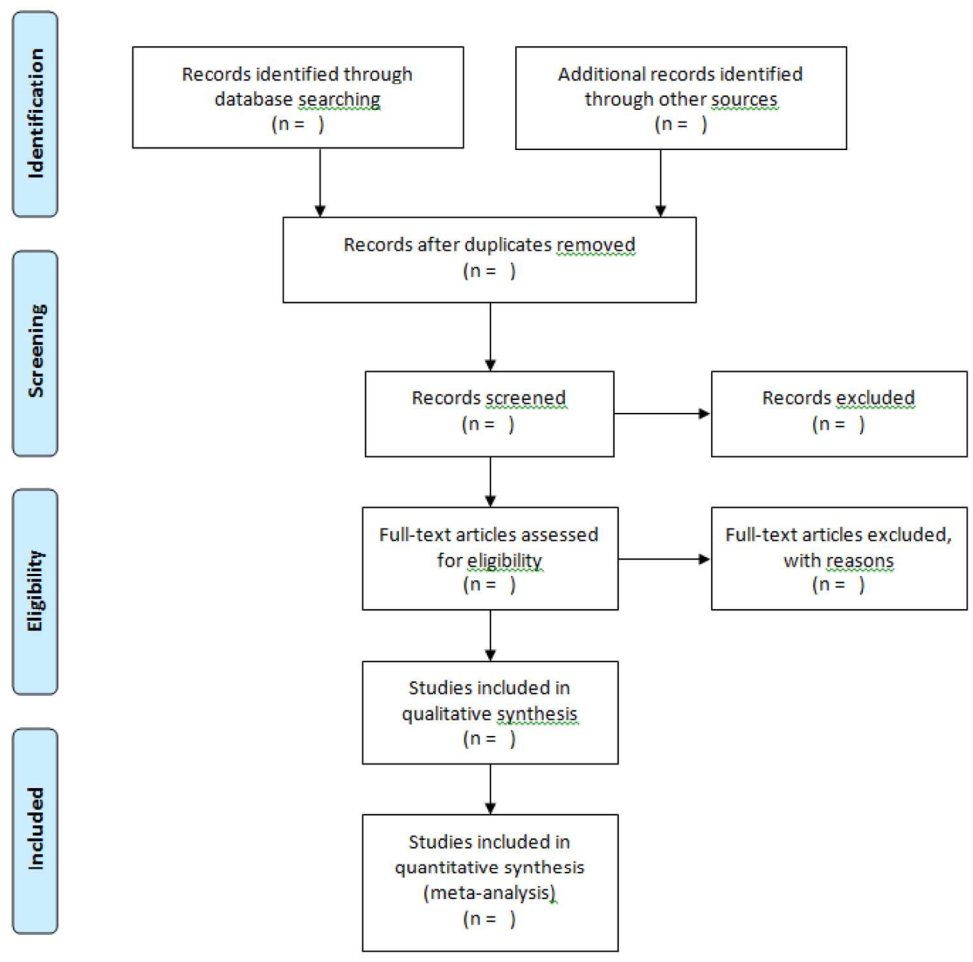 Identification
Records identified through
database searching
(n =   )
Additional records identified
through other sources
(n =   )
Records after duplicates removed
(n =   )
Screening
Records screened
(n =   )
Records excluded
(n =   )
Eligibility
Full-text articles assessed
for eligibility
(n =   )
Full-text articles excluded,
with reasons
(n =   )
Studies included in
qualitative synthesis
(n =   )
Included
Studies included in
quantitative synthesis
(meta-analysis)
(n =   )